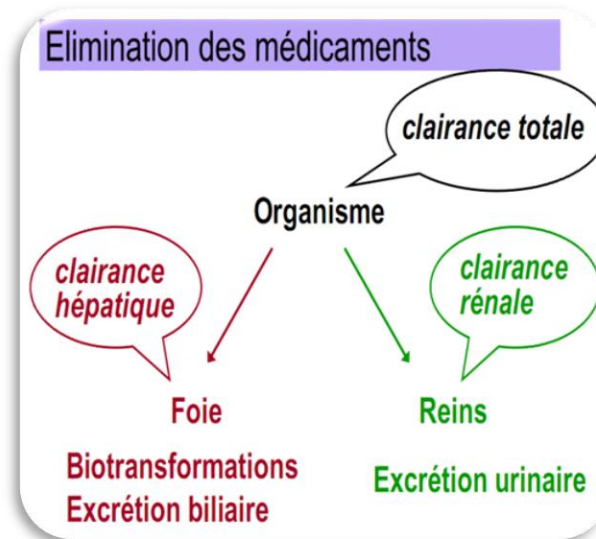 Elimination des médicaments
clairance totale
Organisme
clairance
hépatique
clairance
rénale
Foie
Reins
Biotransformations
Excrétion biliaire
Excrétion urinaire